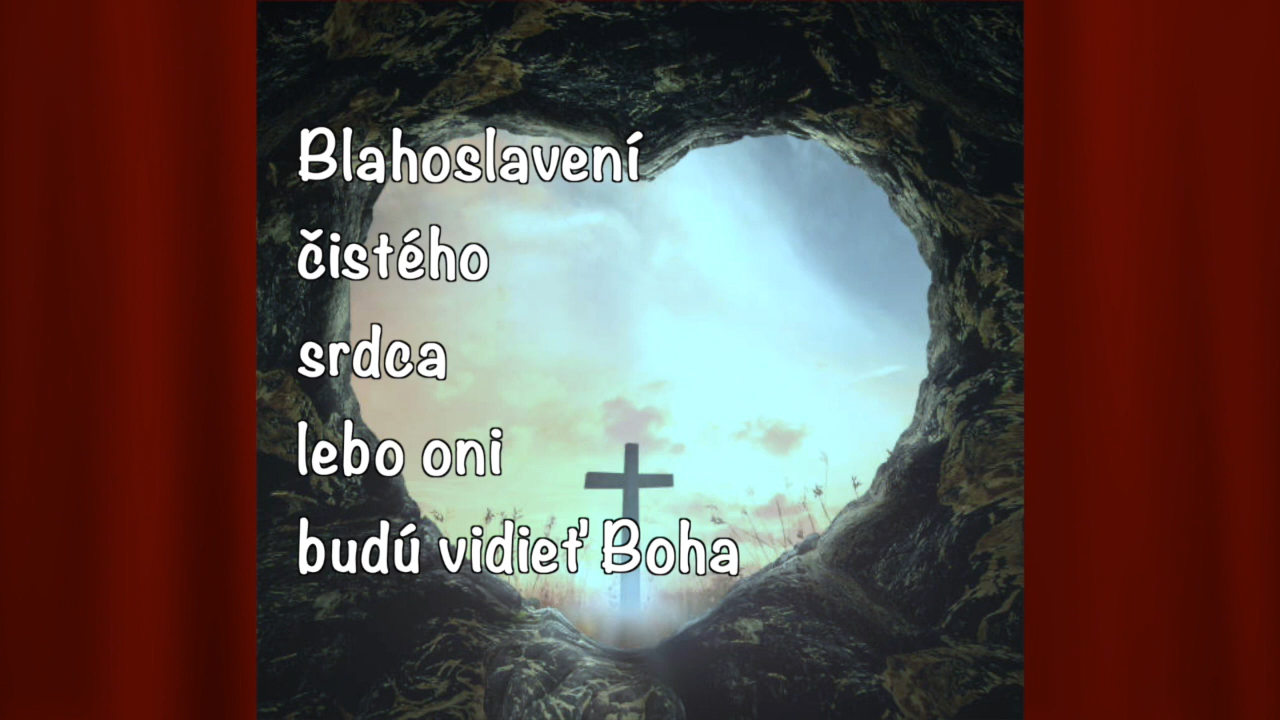 Blahoslavení
čistého
srdca
lebo oni
budú vidieť Boha